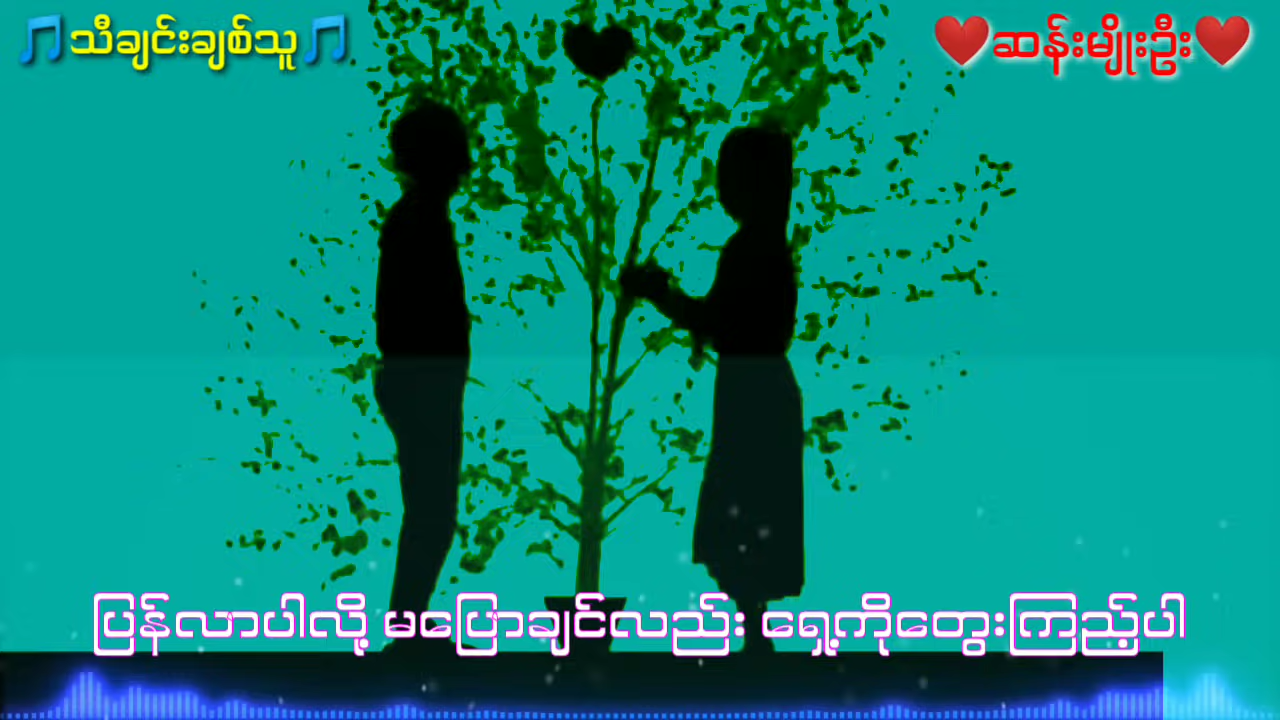 🎵သီချင်းချစ်သူ🎵
❤️ဆန်းမျိုးဦး❤️
ပြန်လာပါလို့ မပြောချင်လည်း ရှေ့ကိုတွေးကြည့်ပါ